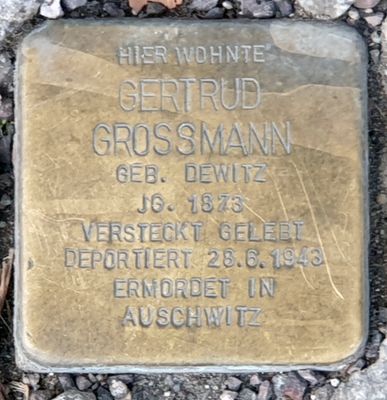 HIER WOHNTE
GERTRUD
GROSSMANN
GEB. DEWITZ
JG. 1873
VERSTECKT GELEBT
DEPORTIERT 28.6.1943
ERMORDET IN
AUSCHWITZ